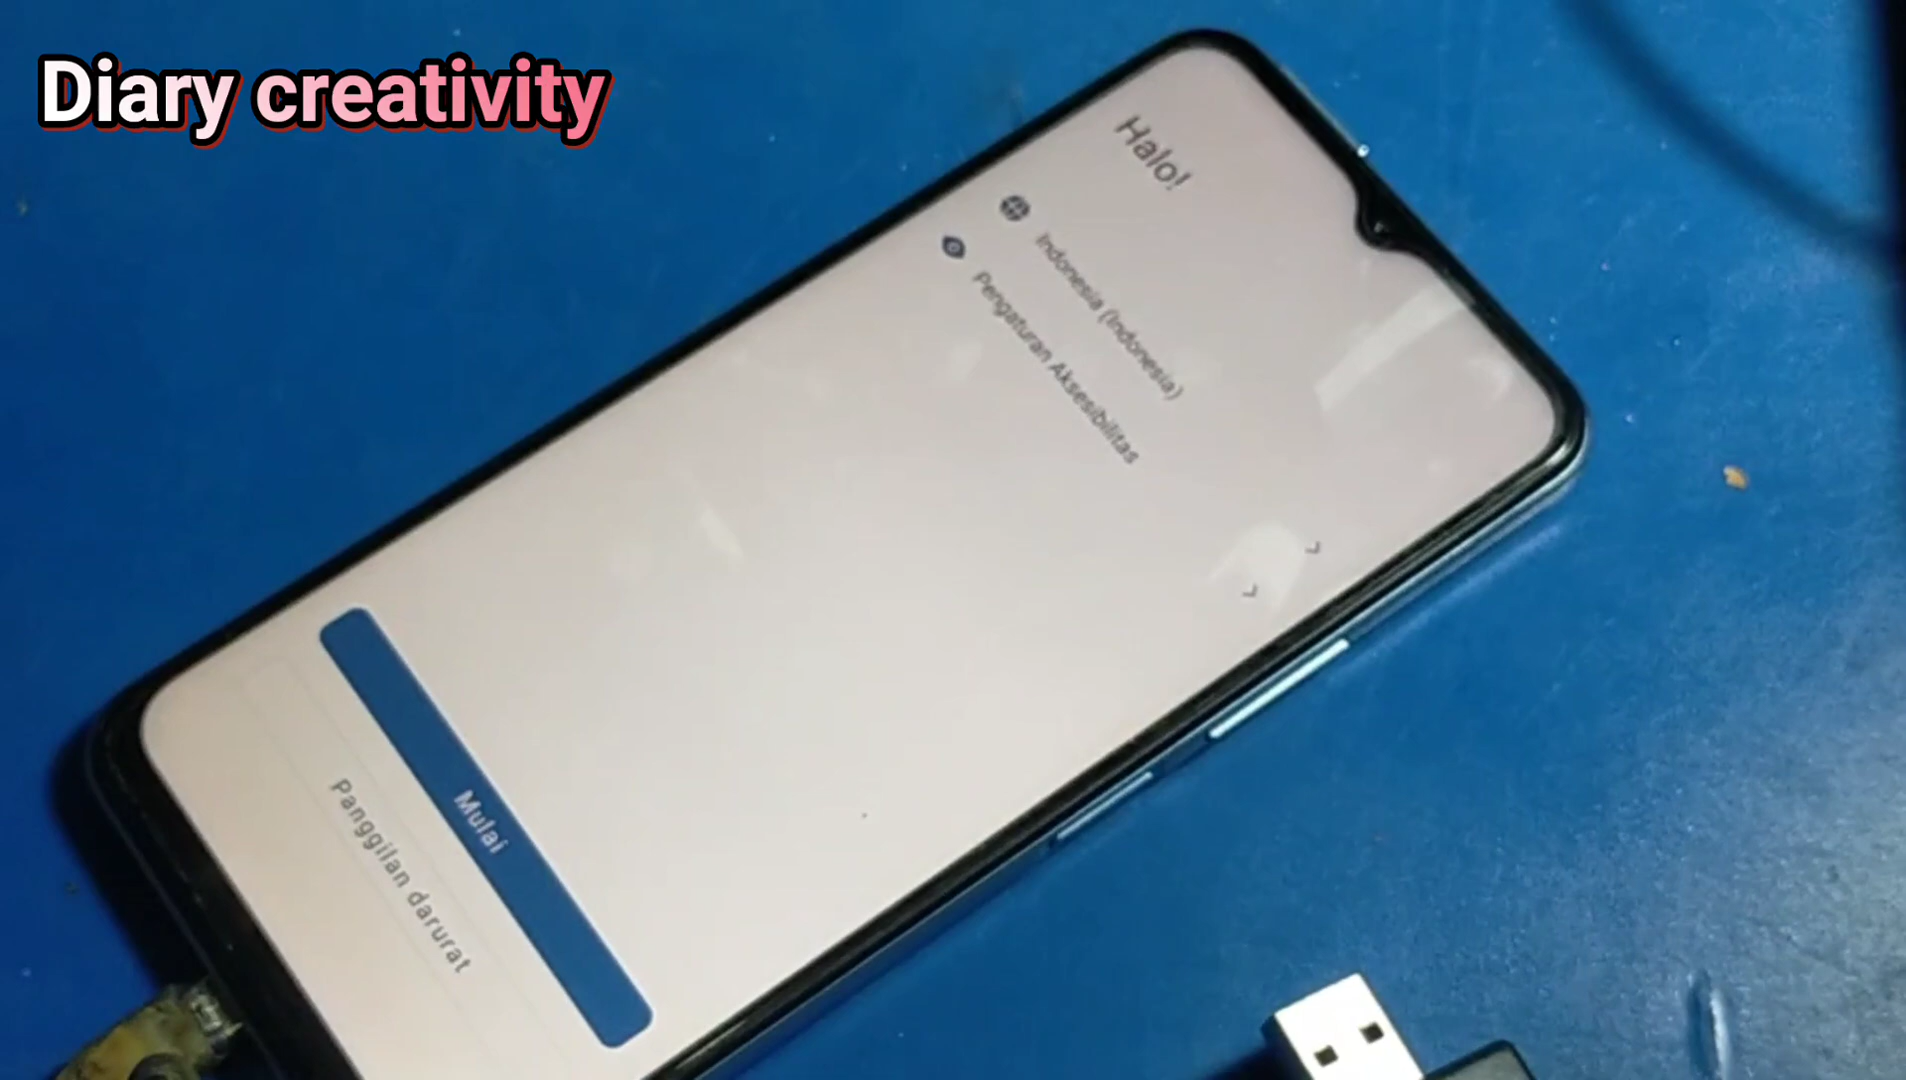 Diary creativity
Halo!
Indonesia (Indonesia)
Pengaturan Aksesibilitas
Mulai
Panggilan darurat